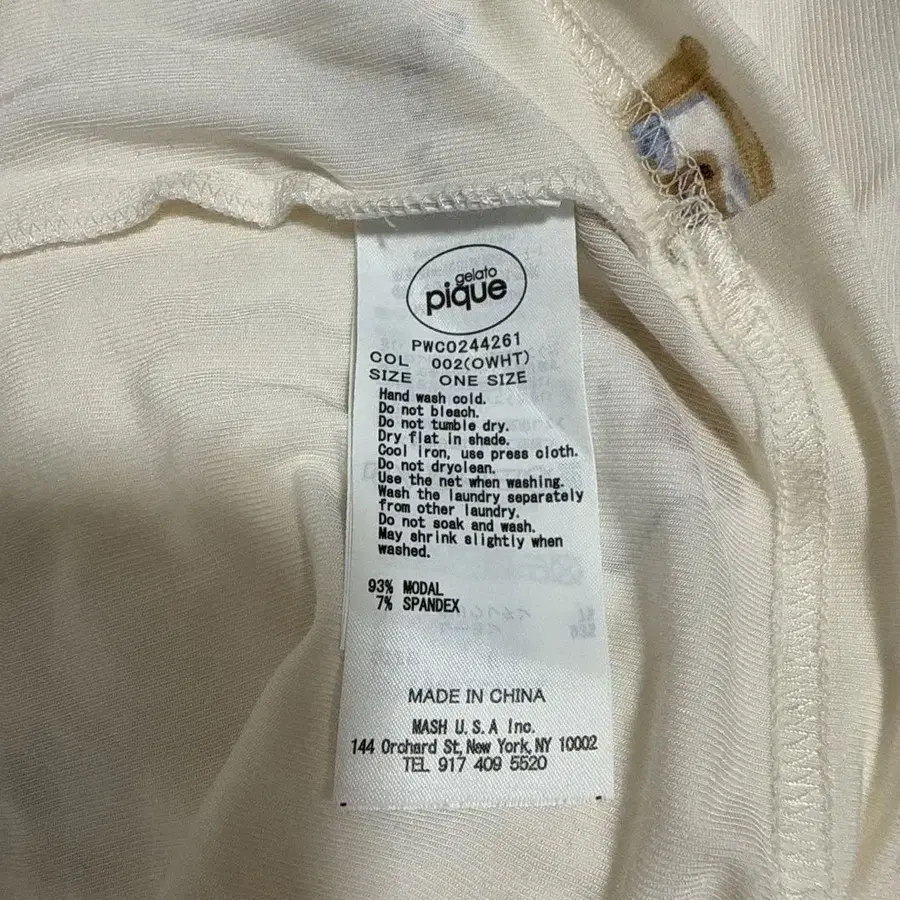 gelato
pique
PWCO244261
COL 002(OWHT)
SIZE ONE SIZE
Hand wash cold.
Do not bleach.
Do not tumble dry.
Dry flat in shade.
Cool iron, use press cloth.
Do not dryclean.
Use the net when washing.
Wash the laundry separately
from other laundry.
Do not soak and wash.
May shrink slightly when
washed.
93% MODAL
7% SPANDEX
MADE IN CHINA
MASH U.S.A Inc.
144 Orchard St, New York, NY 10002
TEL 917 409 5520